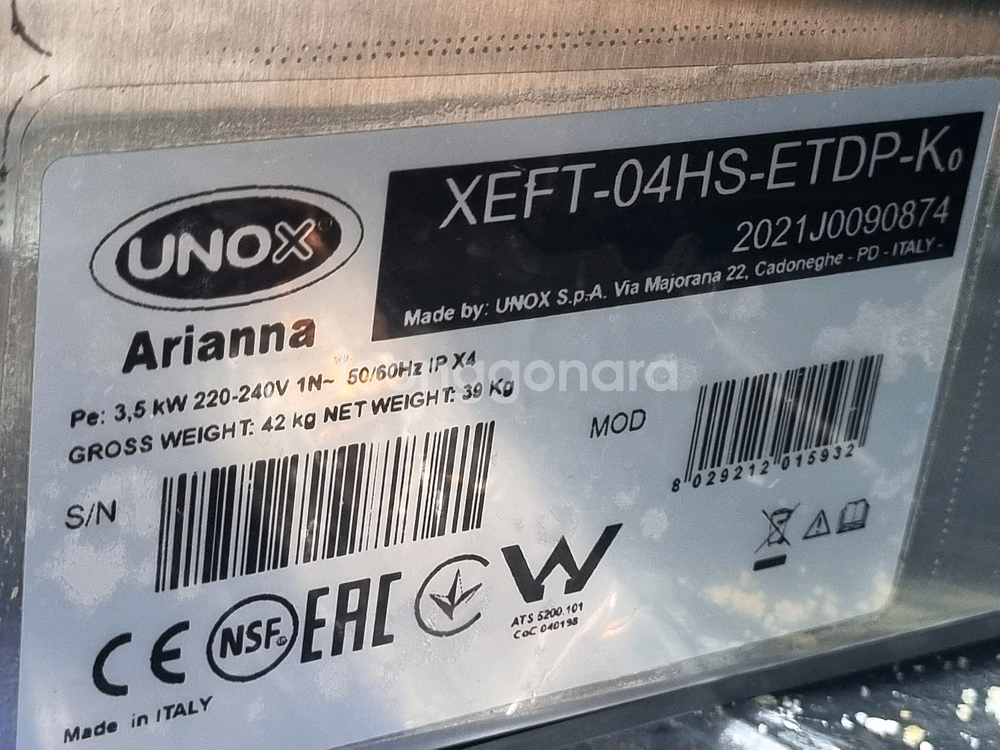 UNOX
Arianna
XEFT-04HS-ETDP-K0
2021J0090874
Made by: UNOX S.p.A. Via Majorana 22, Cadoneghe - PD - ITALY -
Pe: 3,5 kW 220-240V 1N~ 50/60Hz IP X4
GROSS WEIGHT: 42 kg NET WEIGHT: 39 Kg
S/N
MOD
8 029212 015932
CE NSF EAC W
ATS 5200.101
CoC 040198
Made in ITALY